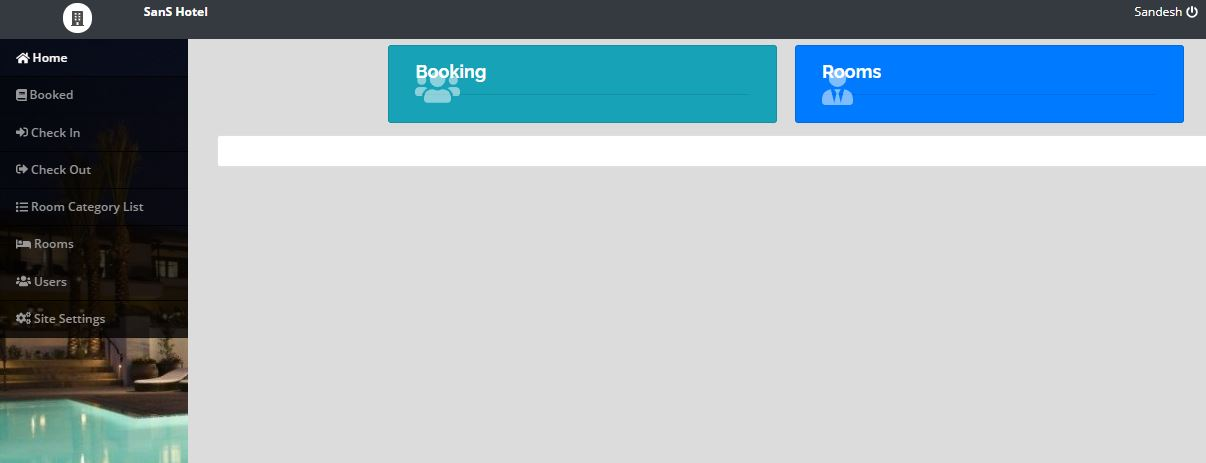 SanS Hotel
Sandesh
Home
Booked
Check In
Check Out
Room Category List
Rooms
Users
Site Settings
Booking
Rooms